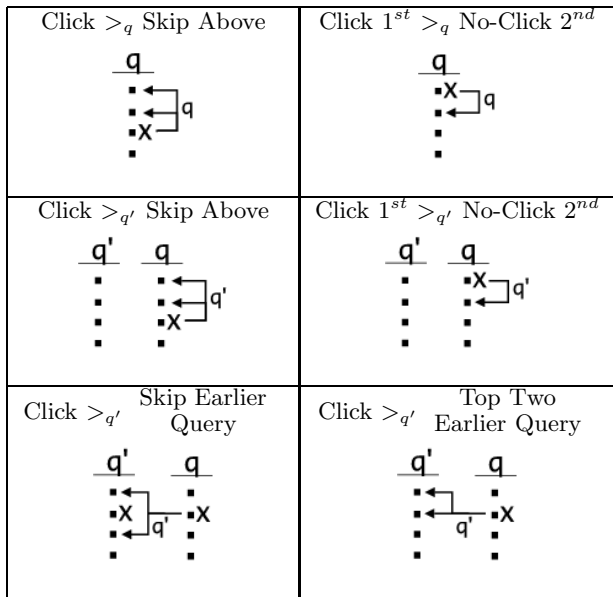 Click >q Skip Above
q
x
q
Click 1st >q No-Click 2nd
q
x
q
Click >q' Skip Above
q' q
q'
x
Click 1st >q' No-Click 2nd
q' q
x
q'
Click >q' Skip Earlier
Query
q' q
x x
q'
Click >q' Top Two
Earlier Query
q' q
x
q'